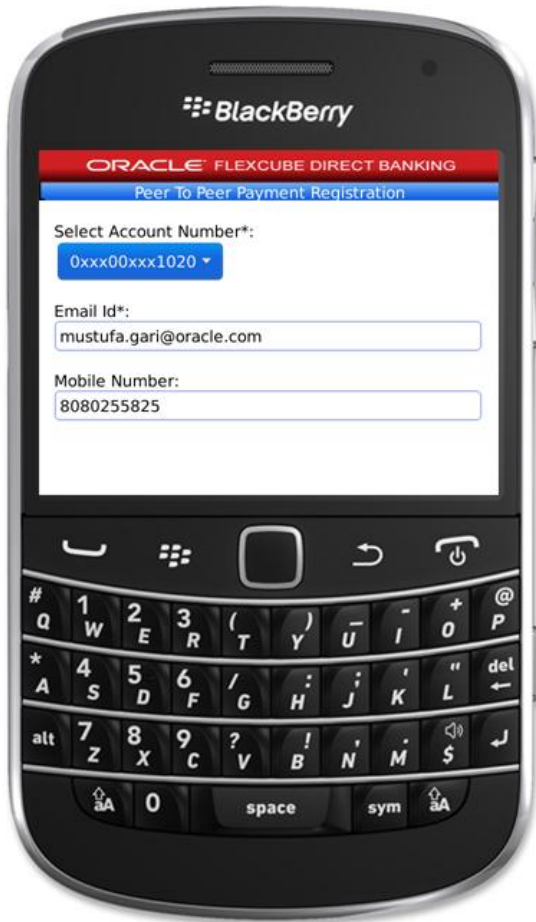 BlackBerry
ORACLE FLEXCUBE DIRECT BANKING
Peer To Peer Payment Registration
Select Account Number*:
0xxx00xxx1020
Email Id*:
mustufa.gari@oracle.com
Mobile Number:
8080255825
# 1 2 3 ( ) _ - + @
Q W E R T Y U I O P
* 4 5 6 / : ; ' " del
A S D F G H J K L
alt 7 8 9 ? ! , . $
Z X C V B N M
aA 0 space sym aA